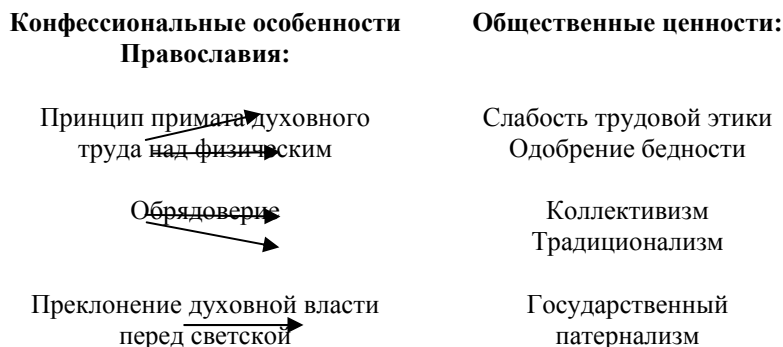 Конфессиональные особенности
Православия:
Общественные ценности:
Принцип примата духовного
труда над физическим
Слабость трудовой этики
Одобрение бедности
Обрядоверие
Коллективизм
Традиционализм
Преклонение духовной власти
перед светской
Государственный
патернализм